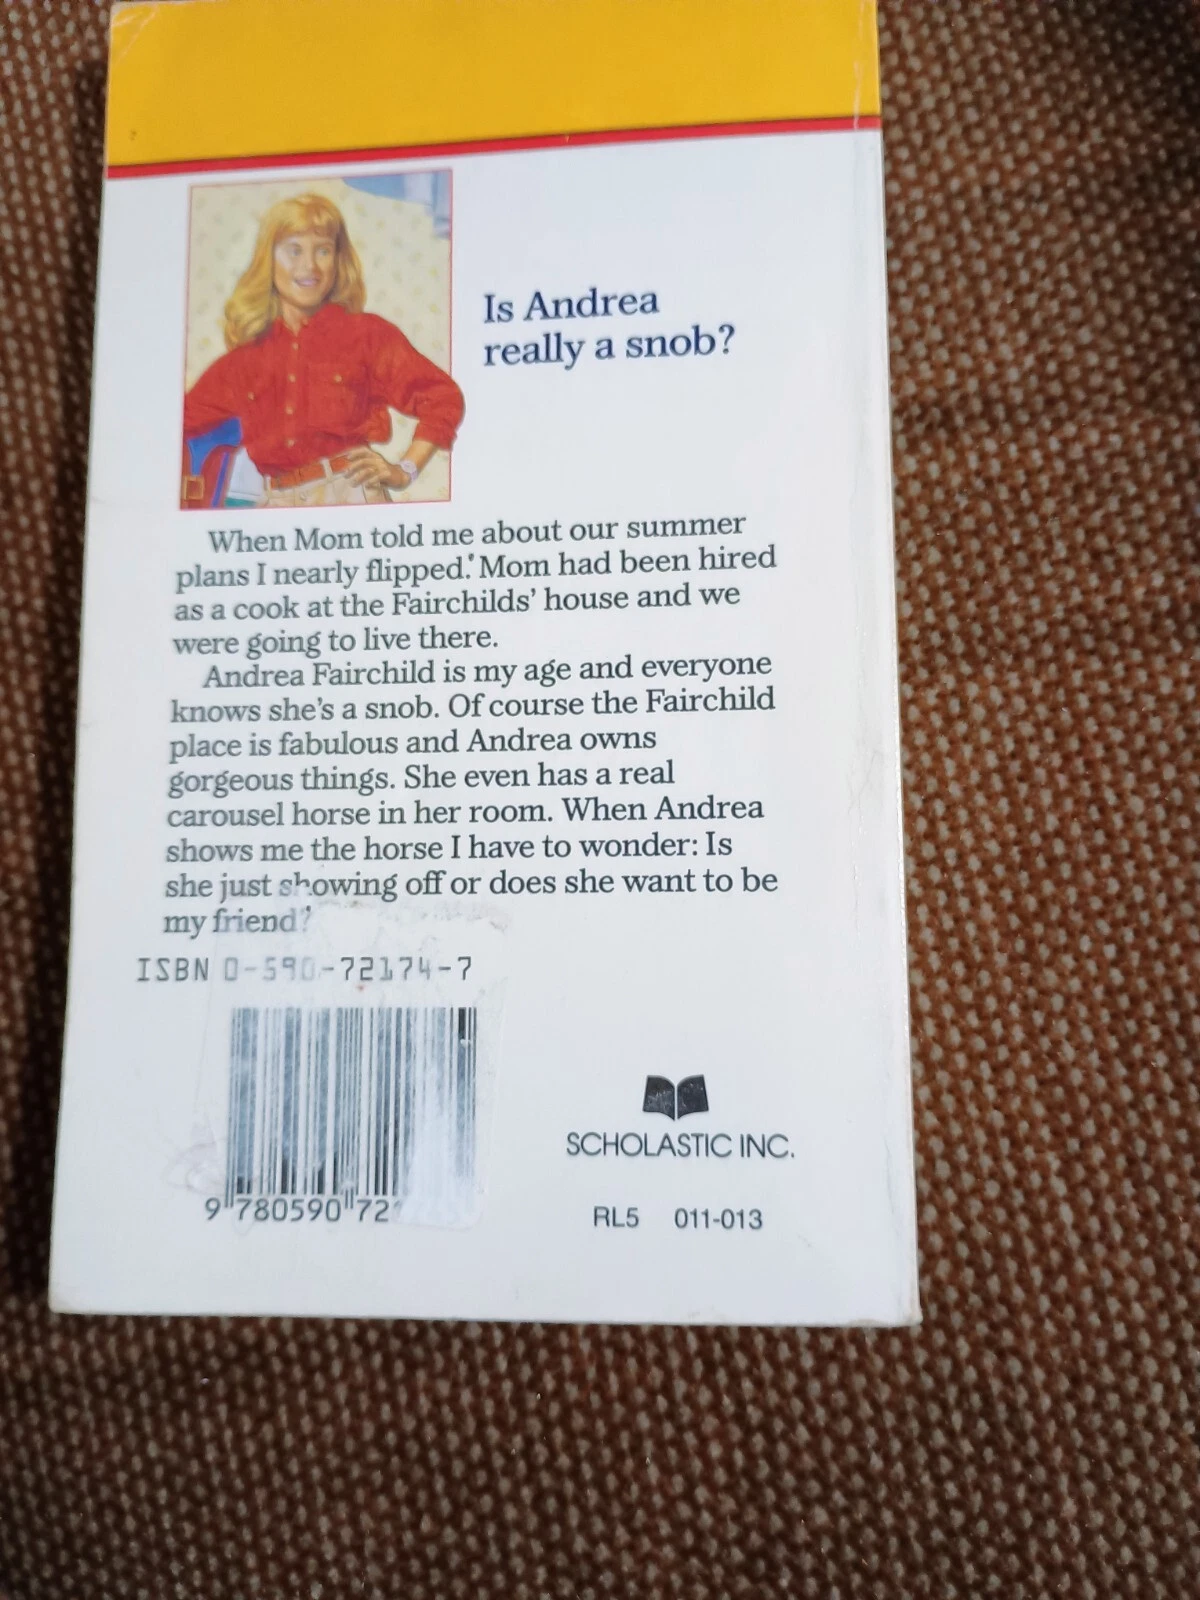 Is Andrea
really a snob?
When Mom told me about our summer
plans I nearly flipped. Mom had been hired
as a cook at the Fairchilds' house and we
were going to live there.
Andrea Fairchild is my age and everyone
knows she's a snob. Of course the Fairchild
place is fabulous and Andrea owns
gorgeous things. She even has a real
carousel horse in her room. When Andrea
shows me the horse I have to wonder: Is
she just showing off or does she want to be
my friend?
ISBN 0-590-72174-7
9 780590 72
SCHOLASTIC INC.
RL5 011-013